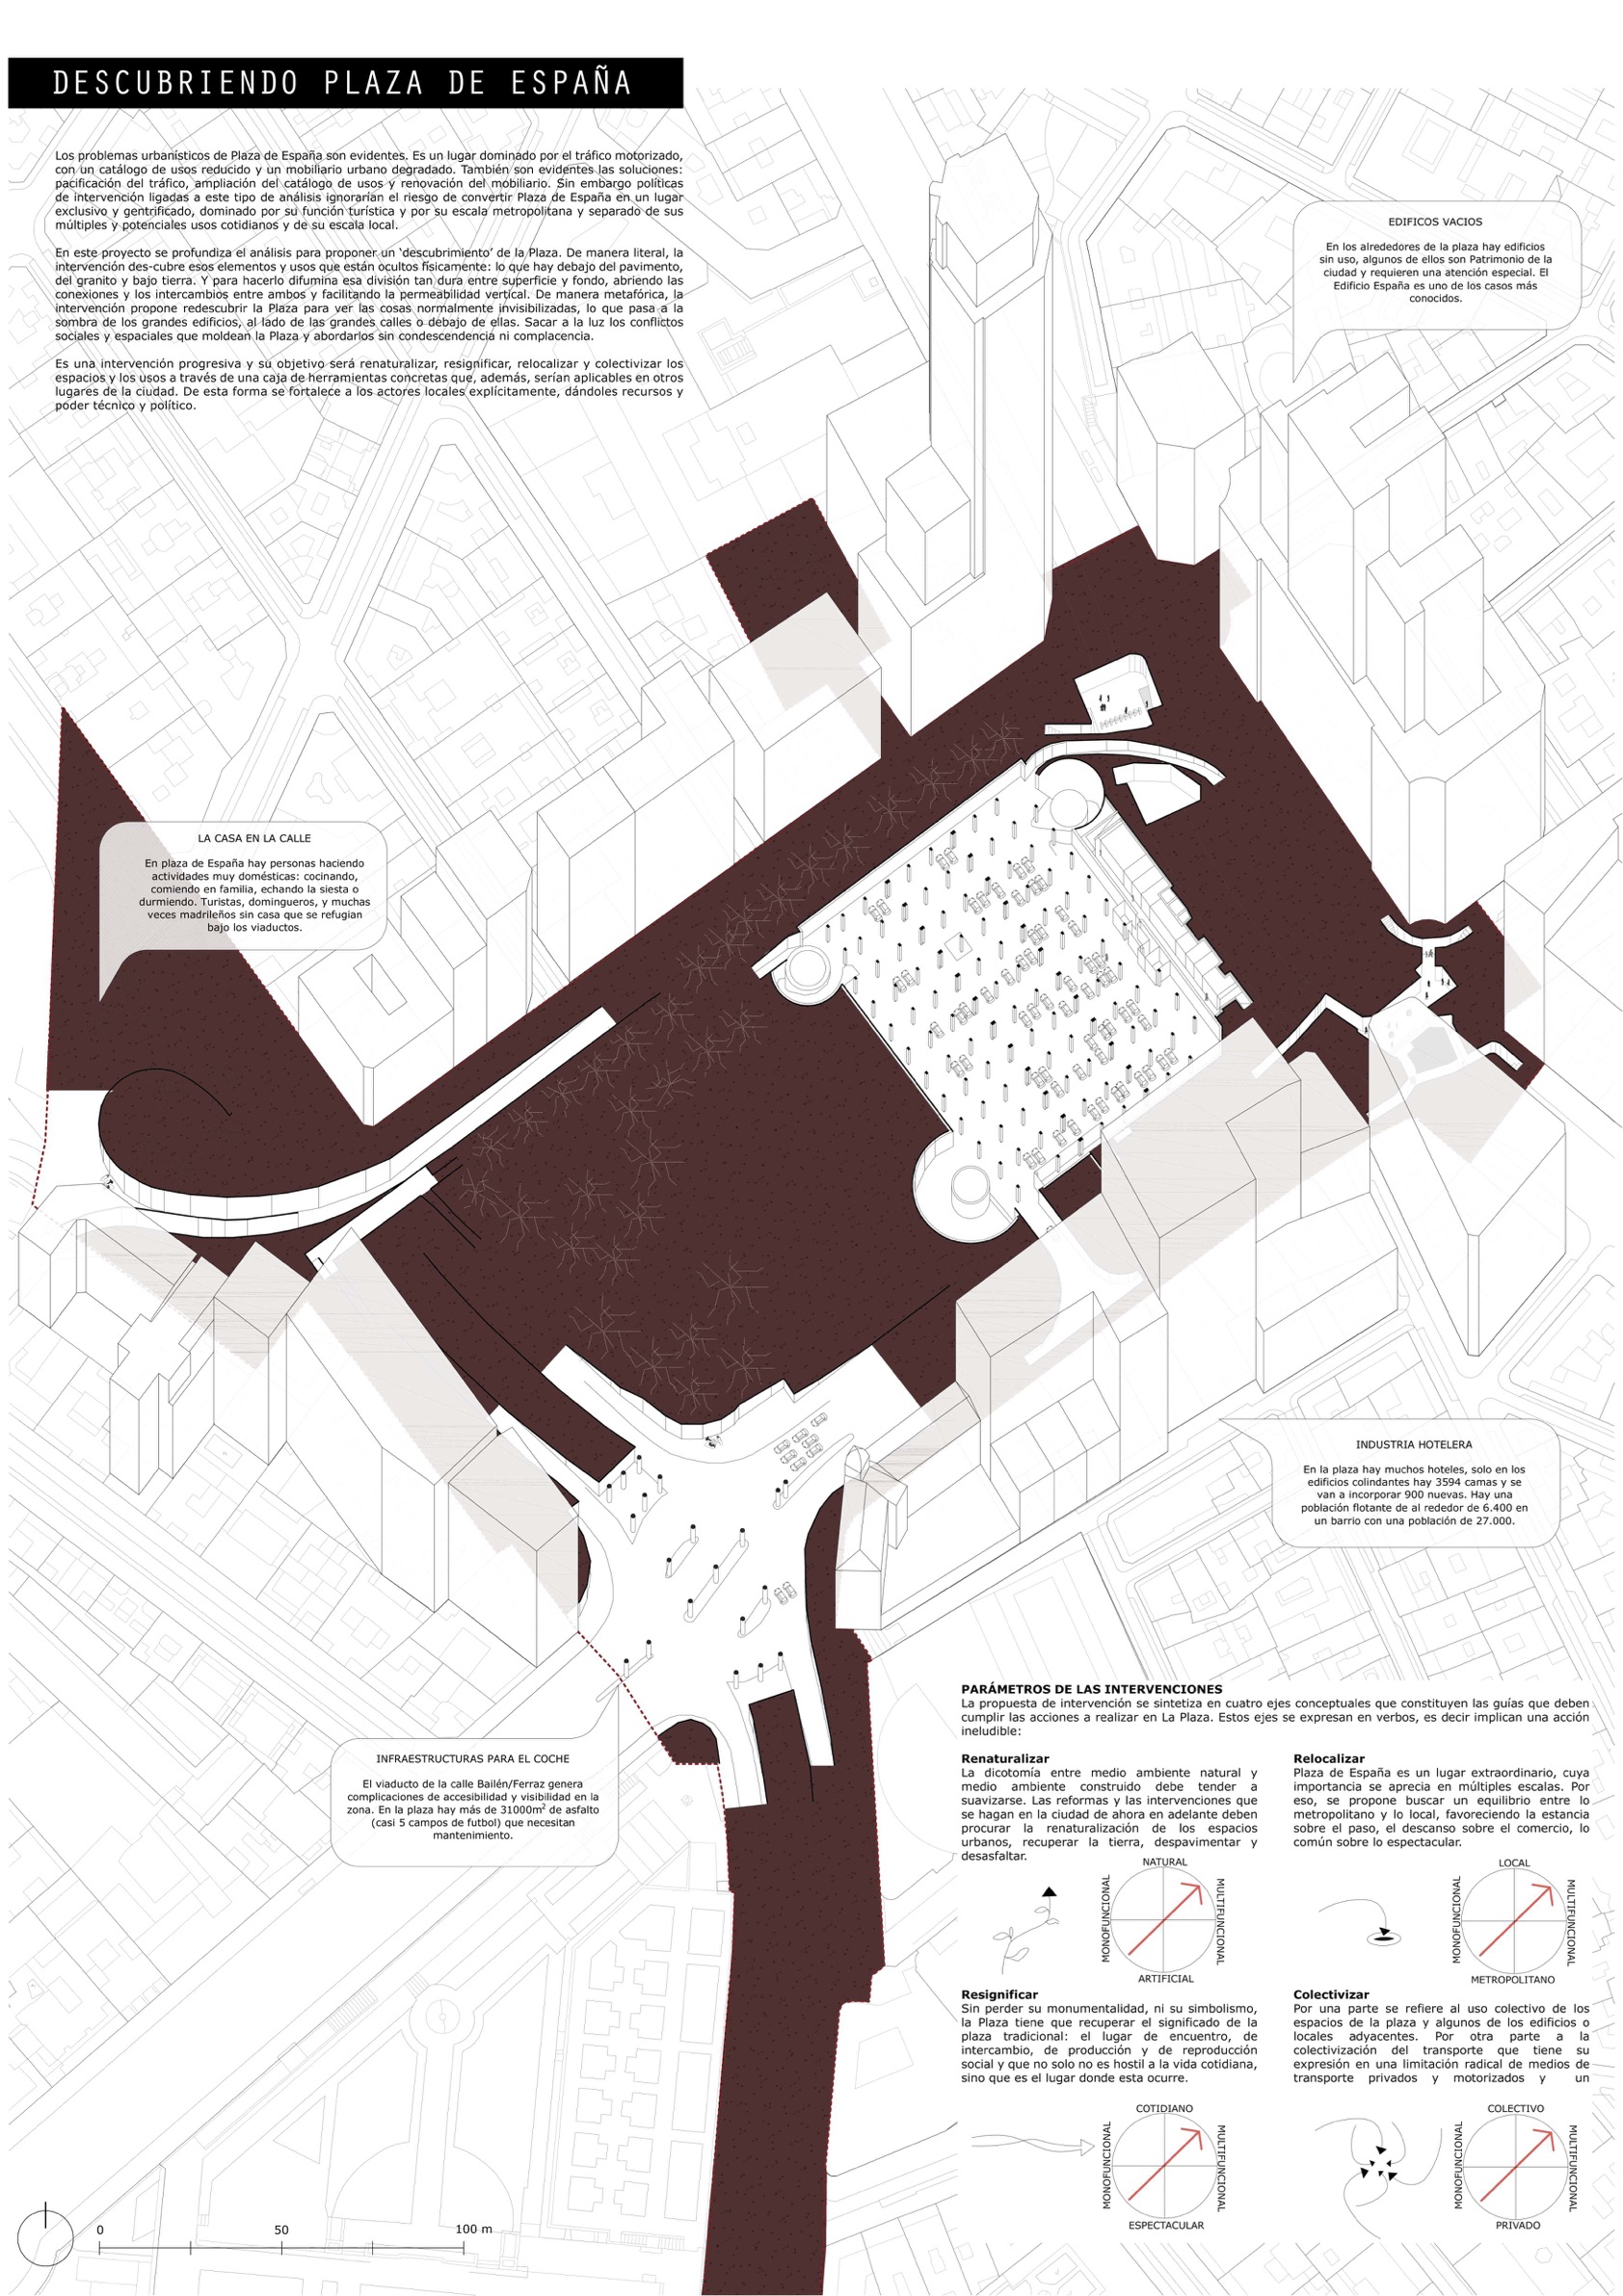 DESCUBRIENDO PLAZA DE ESPAÑA
Los problemas urbanísticos de Plaza de España son evidentes. Es un lugar dominado por el tráfico motorizado,
con un catálogo de usos reducido y un mobiliario urbano degradado. También son evidentes las soluciones:
pacificación del tráfico, ampliación del catálogo de usos y renovación del mobiliario. Sin embargo políticas
de intervención ligadas a este tipo de análisis ignorarían el riesgo de convertir Plaza de España en un lugar
exclusivo y gentrificado, dominado por su función turística y por su escala metropolitana y separado de sus
múltiples y potenciales usos cotidianos y de su escala local.
En este proyecto se profundiza el análisis para proponer un ‘descubrimiento’ de la Plaza. De manera literal, la
intervención des-cubre esos elementos y usos que están ocultos físicamente: lo que hay debajo del pavimento,
del granito y bajo tierra. Y para hacerlo difumina esa división tan dura entre superficie y fondo, abriendo las
conexiones y los intercambios entre ambos y facilitando la permeabilidad vertical. De manera metafórica, la
intervención propone redescubrir la Plaza para ver las cosas normalmente invisibilizadas, lo que pasa a la
sombra de los grandes edificios, al lado de las grandes calles o debajo de ellas. Sacar a la luz los conflictos
sociales y espaciales que moldean la Plaza y abordarlos sin condescendencia ni complacencia.
Es una intervención progresiva y su objetivo será renaturalizar, resignificar, relocalizar y colectivizar los
espacios y los usos a través de una caja de herramientas concretas que, además, serían aplicables en otros
lugares de la ciudad. De esta forma se fortalece a los actores locales explícitamente, dándoles recursos y
poder técnico y político.
EDIFICOS VACIOS
En los alrededores de la plaza hay edificios
sin uso, algunos de ellos son Patrimonio de la
ciudad y requieren una atención especial. El
Edificio España es uno de los casos más
conocidos.
LA CASA EN LA CALLE
En plaza de España hay personas haciendo
actividades muy domésticas: cocinando,
comiendo en familia, echando la siesta o
durmiendo. Turistas, domingueros, y muchas
veces madrileños sin casa que se refugian
bajo los viaductos.
INDUSTRIA HOTELERA
En la plaza hay muchos hoteles, solo en los
edificios colindantes hay 3594 camas y se
van a incorporar 900 nuevas. Hay una
población flotante de al rededor de 6.400 en
un barrio con una población de 27.000.
INFRAESTRUCTURAS PARA EL COCHE
El viaducto de la calle Bailén/Ferraz genera
complicaciones de accesibilidad y visibilidad en la
zona. En la plaza hay más de 31000m² de asfalto
(casi 5 campos de futbol) que necesitan
mantenimiento.
PARÁMETROS DE LAS INTERVENCIONES
La propuesta de intervención se sintetiza en cuatro ejes conceptuales que constituyen las guías que deben
cumplir las acciones a realizar en La Plaza. Estos ejes se expresan en verbos, es decir implican una acción
ineludible:
Renaturalizar
La dicotomía entre medio ambiente natural y
medio ambiente construido debe tender a
suavizarse. Las reformas y las intervenciones que
se hagan en la ciudad de ahora en adelante deben
procurar la renaturalización de los espacios
urbanos, recuperar la tierra, despavimentar y
desasfaltar.
NATURAL
MONOFUNCIONAL
MULTIFUNCIONAL
ARTIFICIAL
Relocalizar
Plaza de España es un lugar extraordinario, cuya
importancia se aprecia en múltiples escalas. Por
eso, se propone buscar un equilibrio entre lo
metropolitano y lo local, favoreciendo la estancia
sobre el paso, el descanso sobre el comercio, lo
común sobre lo espectacular.
LOCAL
MONOFUNCIONAL
MULTIFUNCIONAL
METROPOLITANO
Resignificar
Sin perder su monumentalidad, ni su simbolismo,
la Plaza tiene que recuperar el significado de la
plaza tradicional: el lugar de encuentro, de
intercambio, de producción y de reproducción
social y que no solo no es hostil a la vida cotidiana,
sino que es el lugar donde esta ocurre.
COTIDIANO
MONOFUNCIONAL
MULTIFUNCIONAL
ESPECTACULAR
Colectivizar
Por una parte se refiere al uso colectivo de los
espacios de la plaza y algunos de los edificios o
locales adyacentes. Por otra parte a la
colectivización del transporte que tiene su
expresión en una limitación radical de medios de
transporte privados y motorizados y un
COLECTIVO
MONOFUNCIONAL
MULTIFUNCIONAL
PRIVADO
0 50 100 m